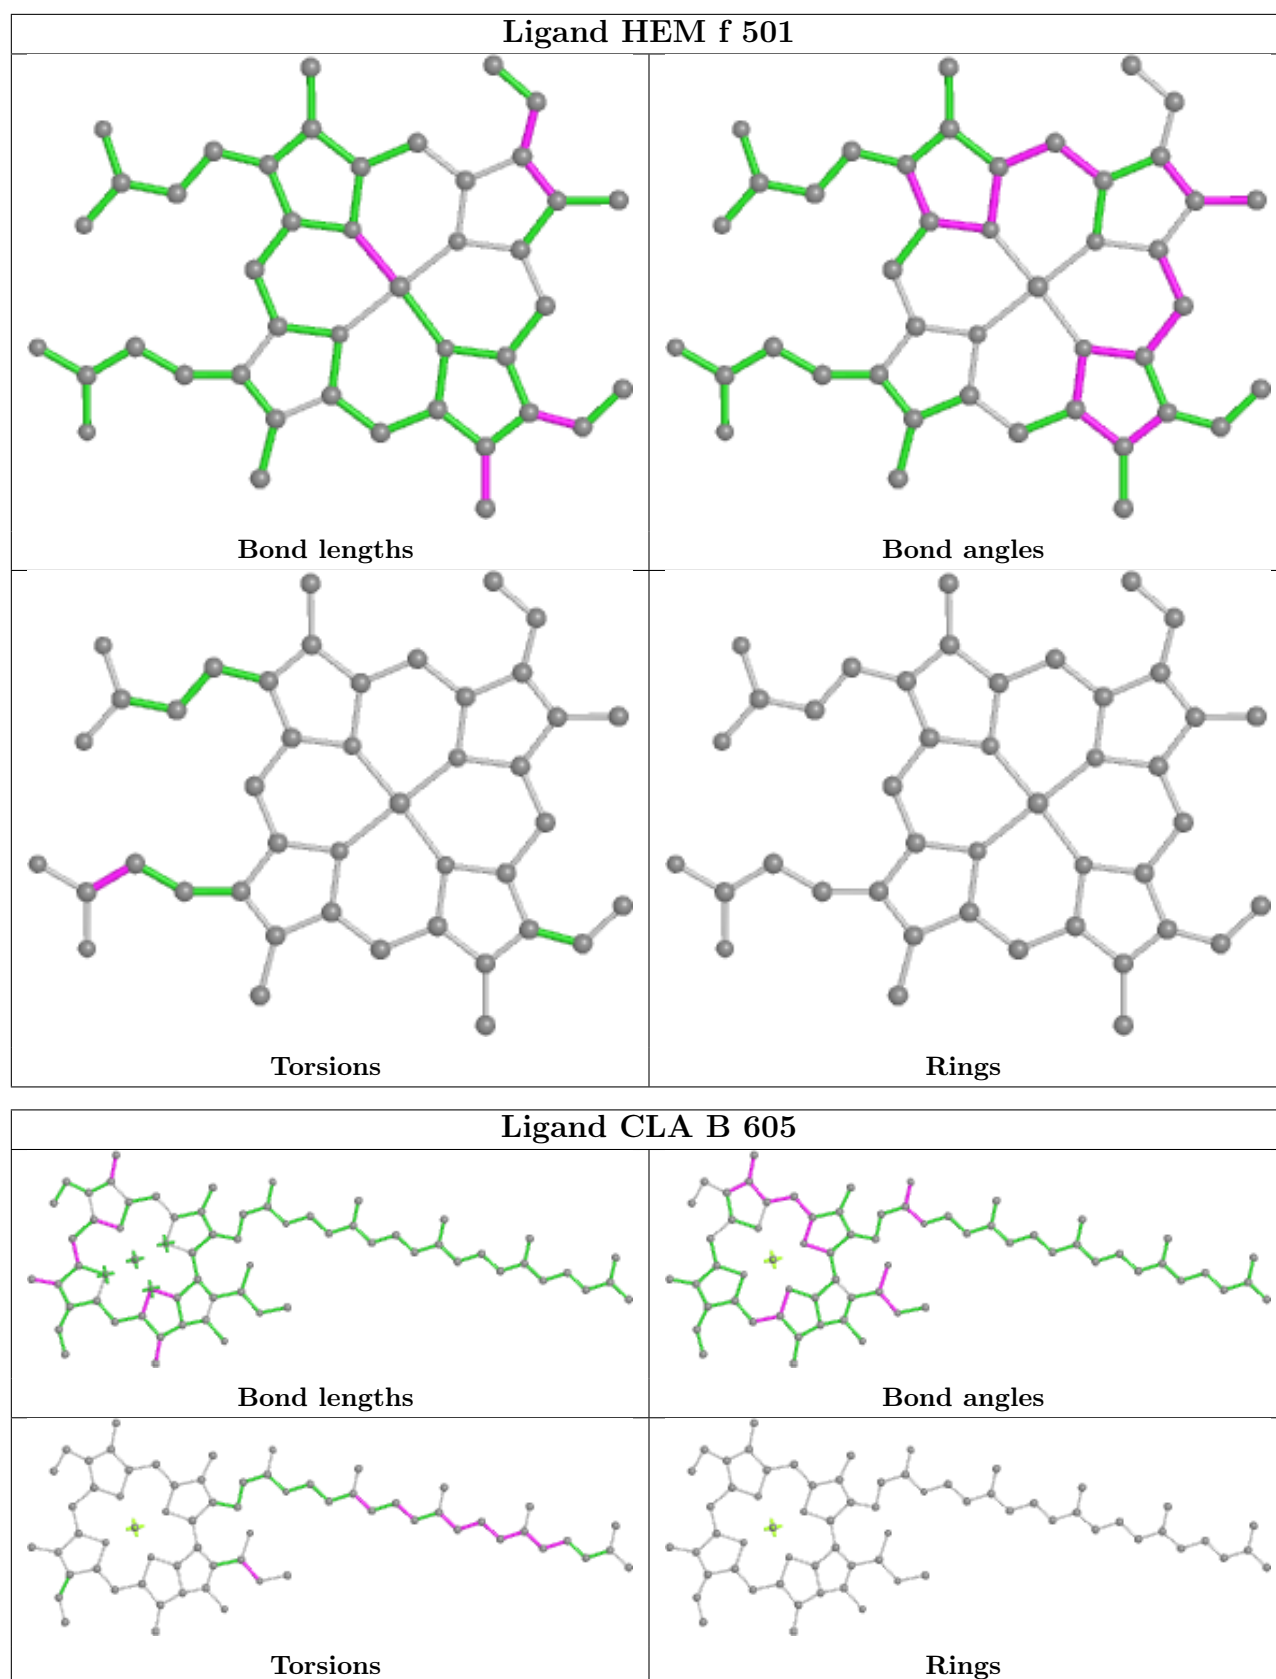 Ligand HEM f 501
Bond lengths
Bond angles
Torsions
Rings
Ligand CLA B 605
Bond lengths
Bond angles
Torsions
Rings